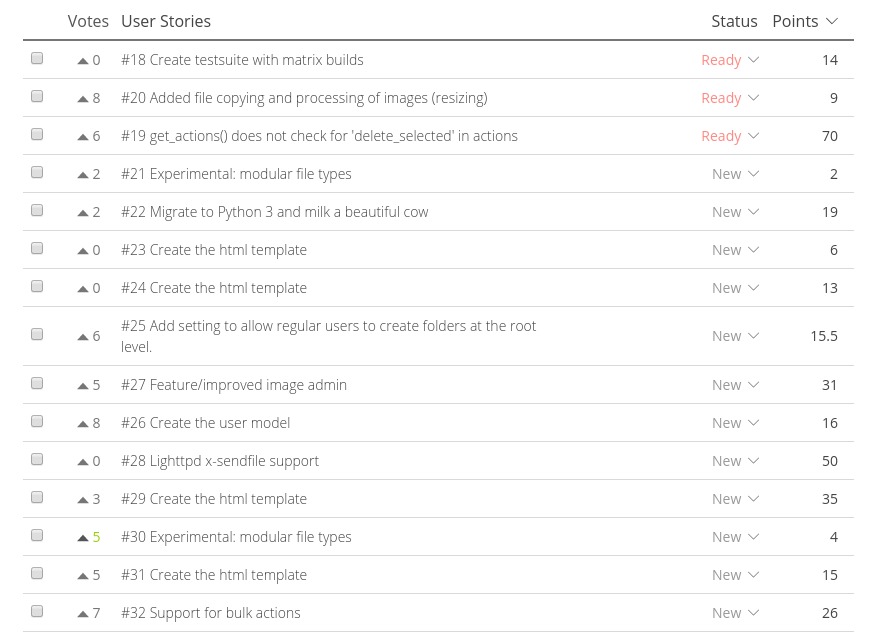 Votes User Stories Status Points
0 #18 Create testsuite with matrix builds Ready 14
8 #20 Added file copying and processing of images (resizing) Ready 9
6 #19 get_actions() does not check for 'delete_selected' in actions Ready 70
2 #21 Experimental: modular file types New 2
2 #22 Migrate to Python 3 and milk a beautiful cow New 19
0 #23 Create the html template New 6
0 #24 Create the html template New 13
6 #25 Add setting to allow regular users to create folders at the root New 15.5
level.
5 #27 Feature/improved image admin New 31
8 #26 Create the user model New 16
0 #28 Lighttpd x-sendfile support New 50
3 #29 Create the html template New 35
5 #30 Experimental: modular file types New 4
5 #31 Create the html template New 15
7 #32 Support for bulk actions New 26